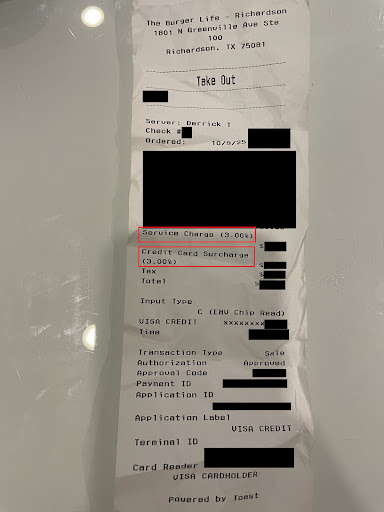 The Burger Life - Richardson
1801 N Greenville Ave Ste
100
Richardson, TX 75081
Take Out
Server: Derrick T
Check #
Ordered: 10/9/25
Service Charge (3.00%)
$
Credit Card Surcharge
(3.00%) $
Tax $
Total $
Input Type
C (EMV Chip Read)
VISA CREDIT xxxxxxxx
Time
Transaction Type Sale
Authorization Approved
Approval Code
Payment ID
Application ID
Application Label
VISA CREDIT
Terminal ID
Card Reader
VISA CARDHOLDER
Powered by Toast